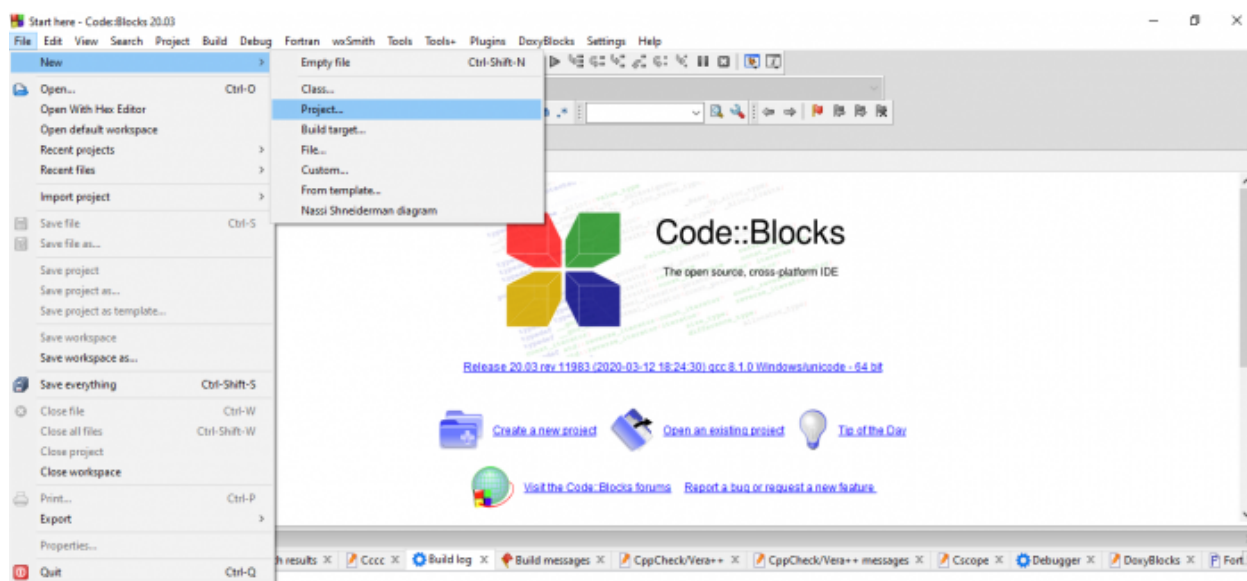 Start here - Code::Blocks 20.03
File Edit View Search Project Build Debug Fortran wxSmith Tools Tools+ Plugins DoxyBlocks Settings Help
New
Open... Ctrl-O
Open With Hex Editor
Open default workspace
Recent projects
Recent files
Import project
Save file Ctrl-S
Save file as...
Save project
Save project as...
Save project as template...
Save workspace
Save workspace as...
Save everything Ctrl-Shift-S
Close file Ctrl-W
Close all files Ctrl-Shift-W
Close project
Close workspace
Print... Ctrl-P
Export
Properties...
Quit Ctrl-Q
Empty file Ctrl-Shift-N
Class...
Project...
Build target...
File...
Custom...
From template...
Nassi Shneiderman diagram
Code::Blocks
The open source, cross-platform IDE
Release 20.03 rev 11983 (2020-03-12 18:24:30) gcc 8.1.0 Windows/unicode - 64 bit
Create a new project Open an existing project Tip of the Day
Visit the Code::Blocks forums Report a bug or request a new feature
h results Cccc Build log Build messages CppCheck/Vera++ CppCheck/Vera++ messages Cscope Debugger DoxyBlocks Fort